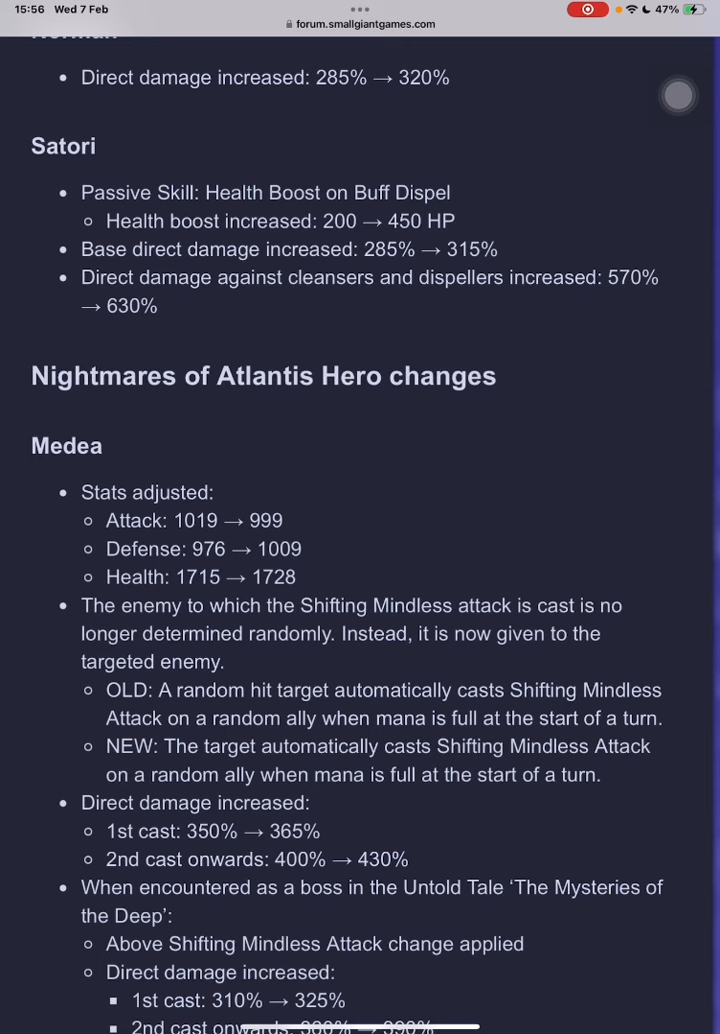 15:56 Wed 7 Feb
47%
forum.smallgiantgames.com
Norman
• Direct damage increased: 285% → 320%
Satori
• Passive Skill: Health Boost on Buff Dispel
○ Health boost increased: 200 → 450 HP
• Base direct damage increased: 285% → 315%
• Direct damage against cleansers and dispellers increased: 570%
→ 630%
Nightmares of Atlantis Hero changes
Medea
• Stats adjusted:
○ Attack: 1019 → 999
○ Defense: 976 → 1009
○ Health: 1715 → 1728
• The enemy to which the Shifting Mindless attack is cast is no
longer determined randomly. Instead, it is now given to the
targeted enemy.
○ OLD: A random hit target automatically casts Shifting Mindless
Attack on a random ally when mana is full at the start of a turn.
○ NEW: The target automatically casts Shifting Mindless Attack
on a random ally when mana is full at the start of a turn.
• Direct damage increased:
○ 1st cast: 350% → 365%
○ 2nd cast onwards: 400% → 430%
• When encountered as a boss in the Untold Tale ‘The Mysteries of
the Deep’:
○ Above Shifting Mindless Attack change applied
○ Direct damage increased:
▪ 1st cast: 310% → 325%
▪ 2nd cast onwards: 360% → 390%